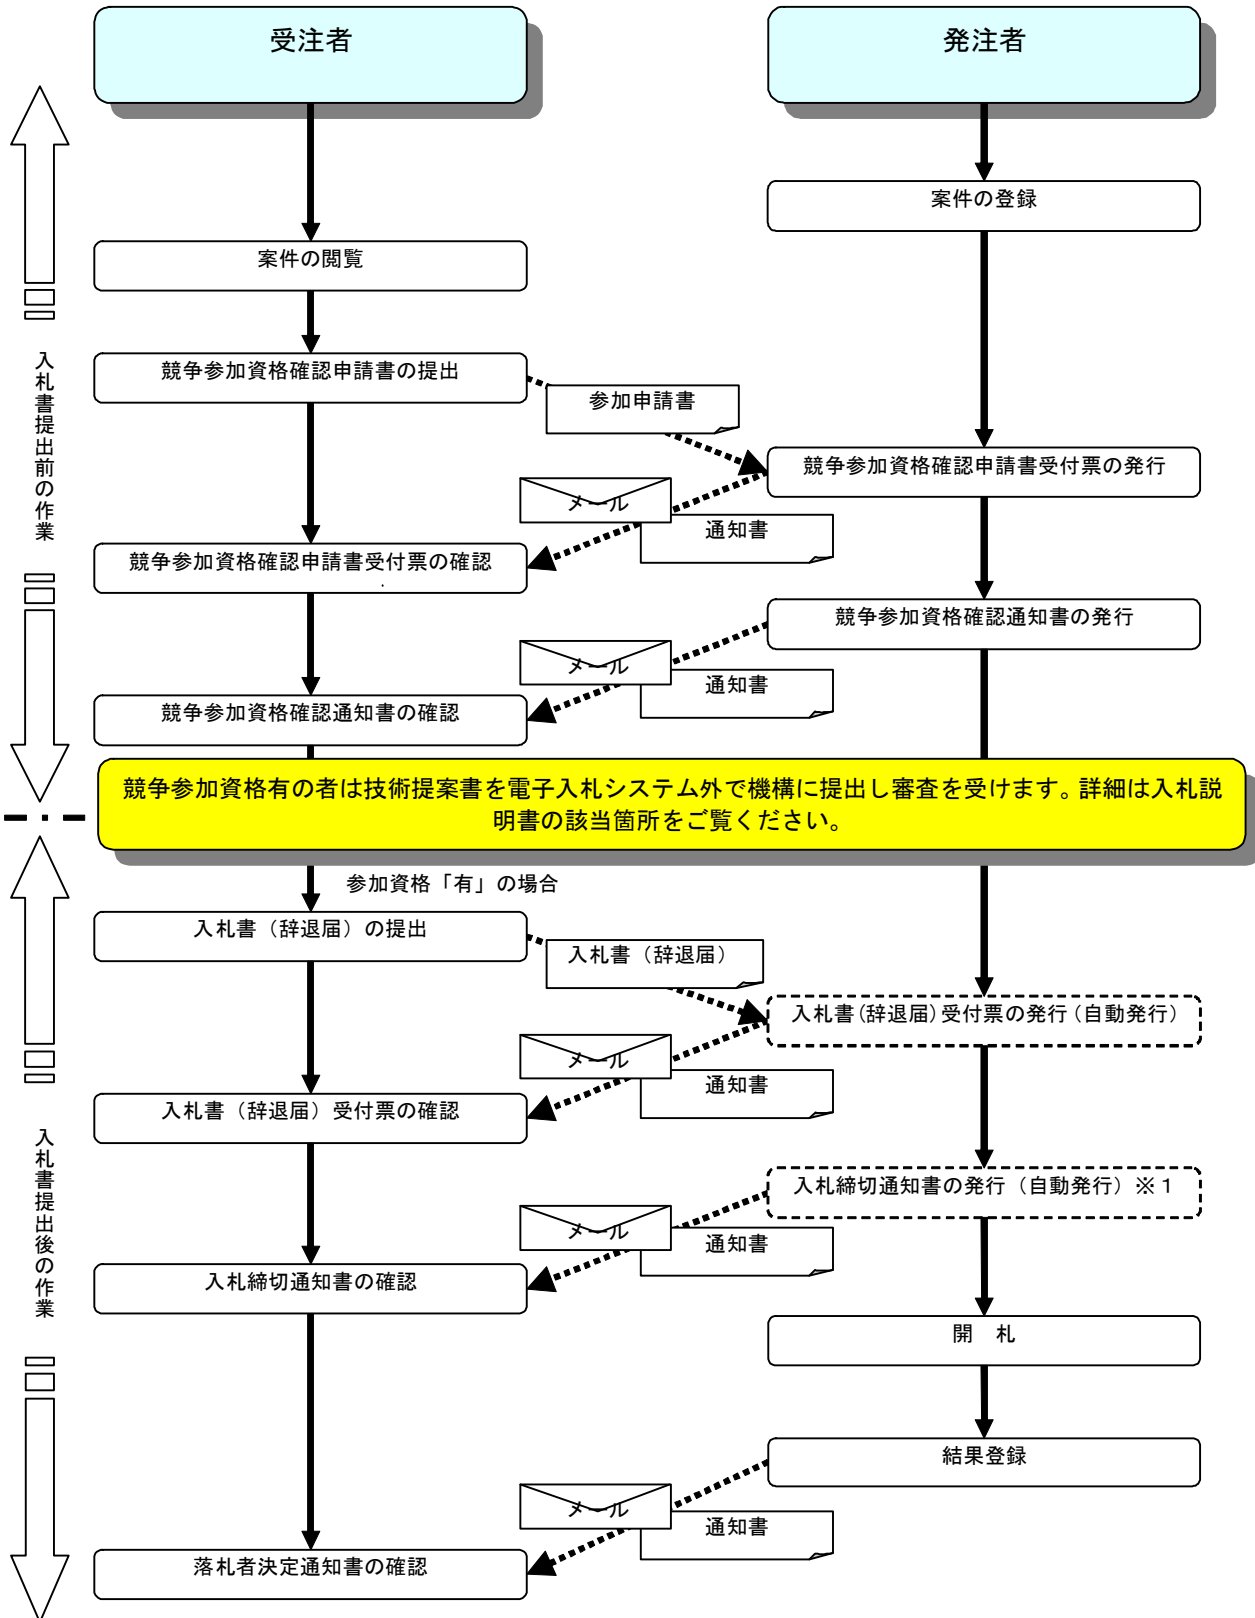 受注者
発注者
案件の登録
案件の閲覧
入札書提出前の作業
競争参加資格確認申請書の提出
参加申請書
競争参加資格確認申請書受付票の発行
メール
通知書
競争参加資格確認申請書受付票の確認
競争参加資格確認通知書の発行
メール
通知書
競争参加資格確認通知書の確認
競争参加資格有の者は技術提案書を電子入札システム外で機構に提出し審査を受けます。詳細は入札説
明書の該当箇所をご覧ください。
参加資格「有」の場合
入札書（辞退届）の提出
入札書（辞退届）
入札書(辞退届)受付票の発行(自動発行)
メール
通知書
入札書（辞退届）受付票の確認
入札書提出後の作業
入札締切通知書の発行（自動発行）※１
メール
通知書
入札締切通知書の確認
開　札
結果登録
メール
通知書
落札者決定通知書の確認